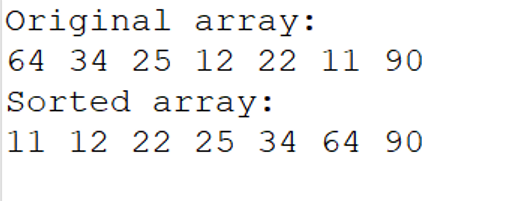 Original array:
64 34 25 12 22 11 90
Sorted array:
11 12 22 25 34 64 90